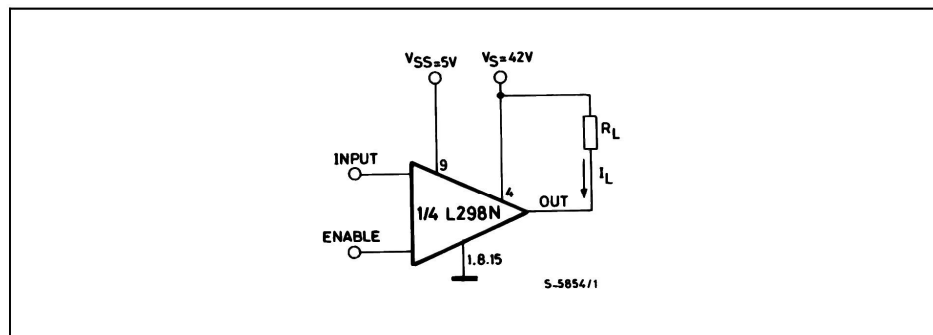 VSS=5V VS=42V
RL
INPUT 9
IL
4
OUT
1/4 L298N
ENABLE
1.8.15
S-5854/1